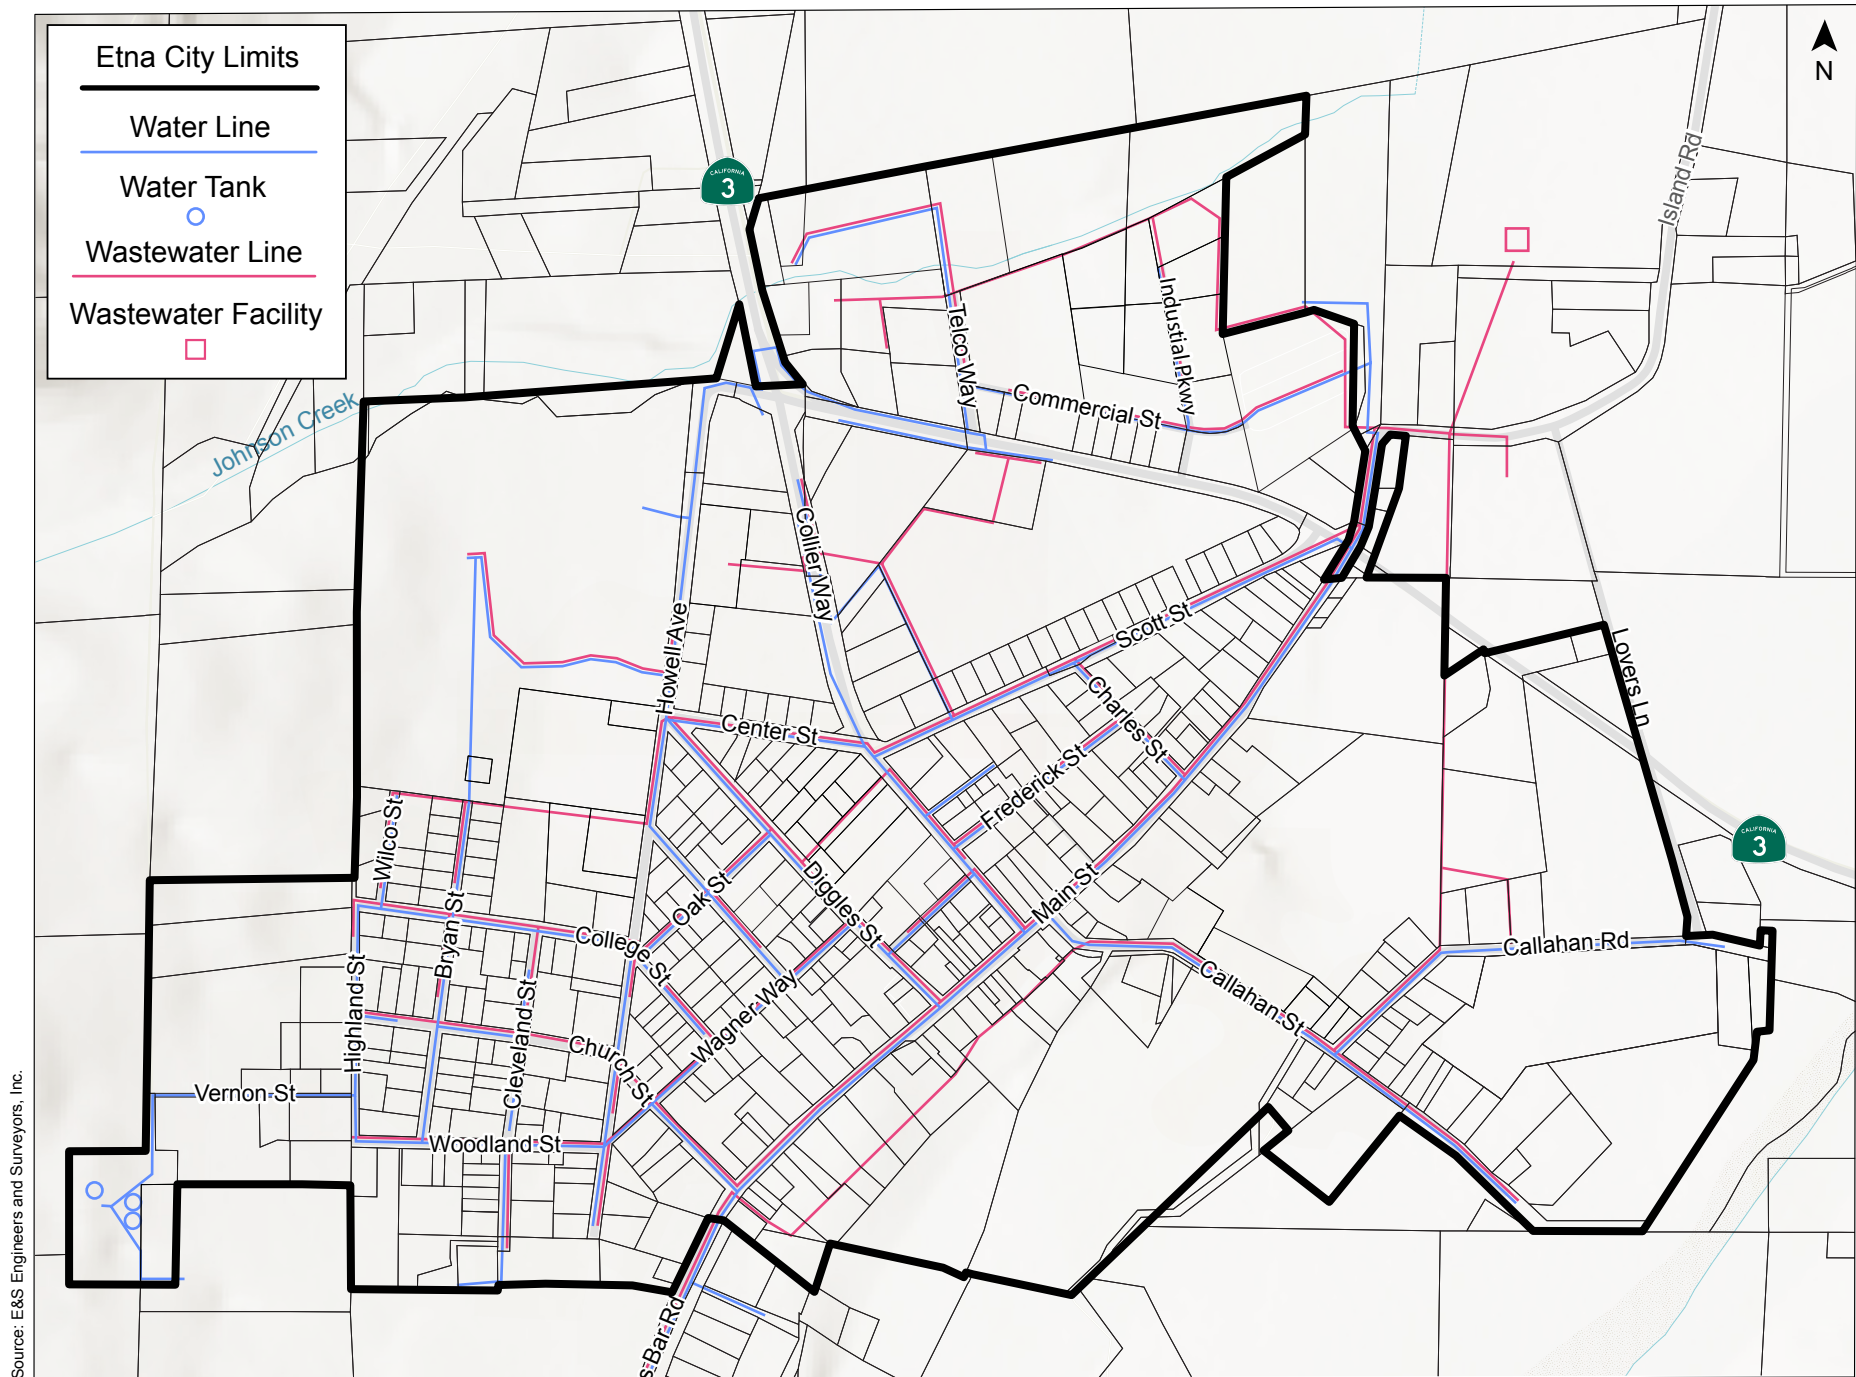 Etna City Limits
Water Line
Water Tank
Wastewater Line
Wastewater Facility
N
CALIFORNIA
3
Island Rd
Johnson Creek
Telco Way
Industial Pkwy
Commercial St
Collier Way
Howell Ave
Scott St
Charles St
Lovers Ln
Center St
Frederick St
CALIFORNIA
3
Wilco St
Bryan St
Oak St
Diggles St
Main St
College St
Callahan Rd
Highland St
Cleveland St
Wagner Way
Callahan St
Church St
Vernon St
Woodland St
s Bar Rd
Source: E&S Engineers and Surveyors, Inc.